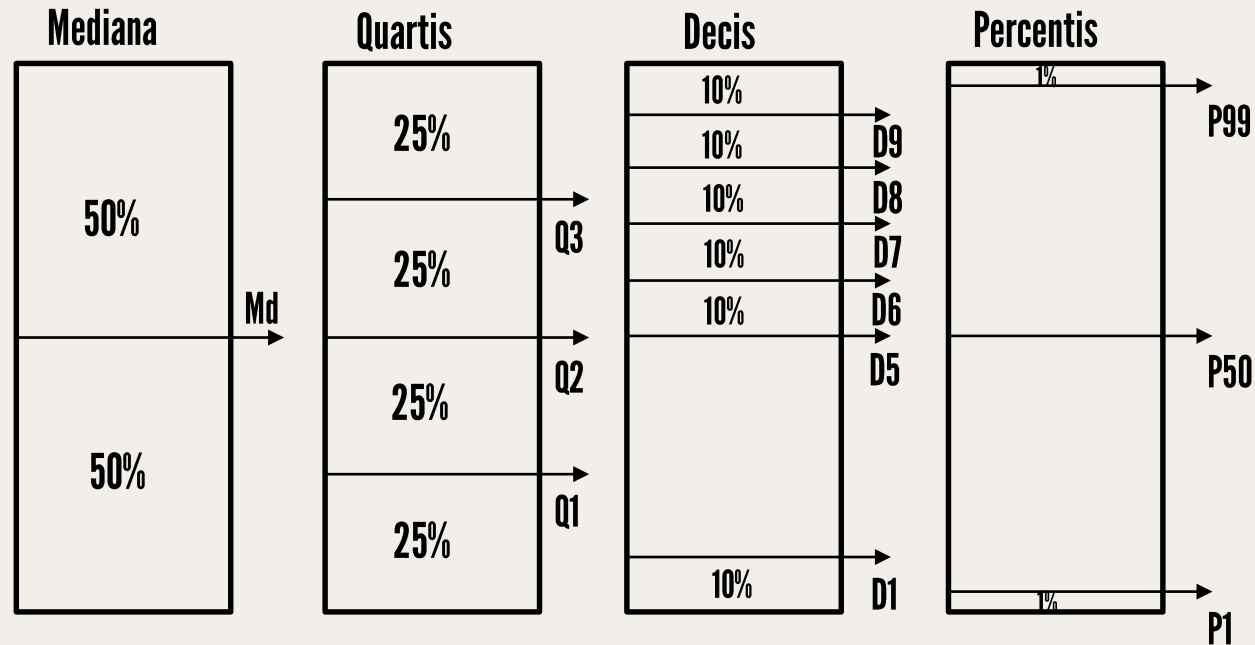 Mediana
50%
Md
50%
Quartis
25%
Q3
25%
Q2
25%
Q1
25%
Decis
10%
D9
10%
D8
10%
D7
10%
D6
10%
D5
D1
10%
Percentis
1%
P99
P50
1%
P1